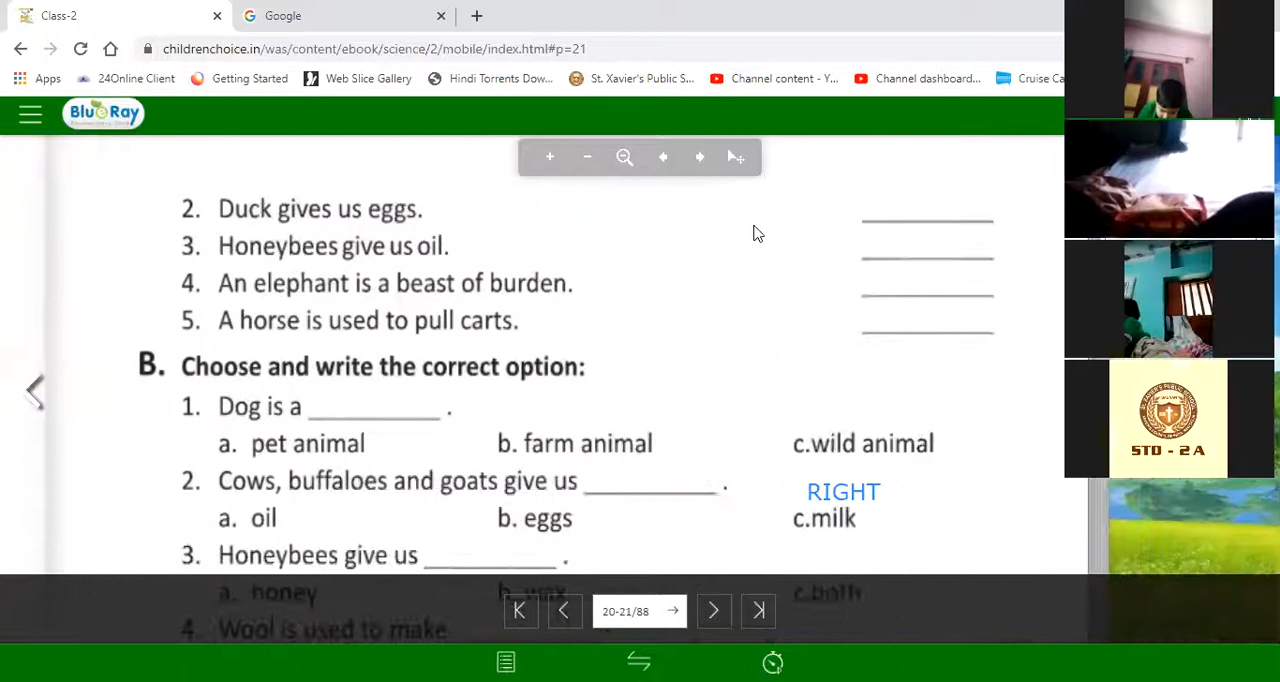 Class-2
Google
childrenchoice.in/was/content/ebook/science/2/mobile/index.html#p=21
Apps 24Online Client Getting Started Web Slice Gallery Hindi Torrents Dow... St. Xavier's Public S... Channel content - Y... Channel dashboard... Cruise Ca
BlueRay
2. Duck gives us eggs.
3. Honeybees give us oil.
4. An elephant is a beast of burden.
5. A horse is used to pull carts.
B. Choose and write the correct option:
1. Dog is a ____________ .
a. pet animal b. farm animal c.wild animal
2. Cows, buffaloes and goats give us ____________ .
RIGHT
a. oil b. eggs c.milk
3. Honeybees give us ____________ .
a. honey b. wax c.both
4. Wool is used to make
20-21/88
STD - 2 A